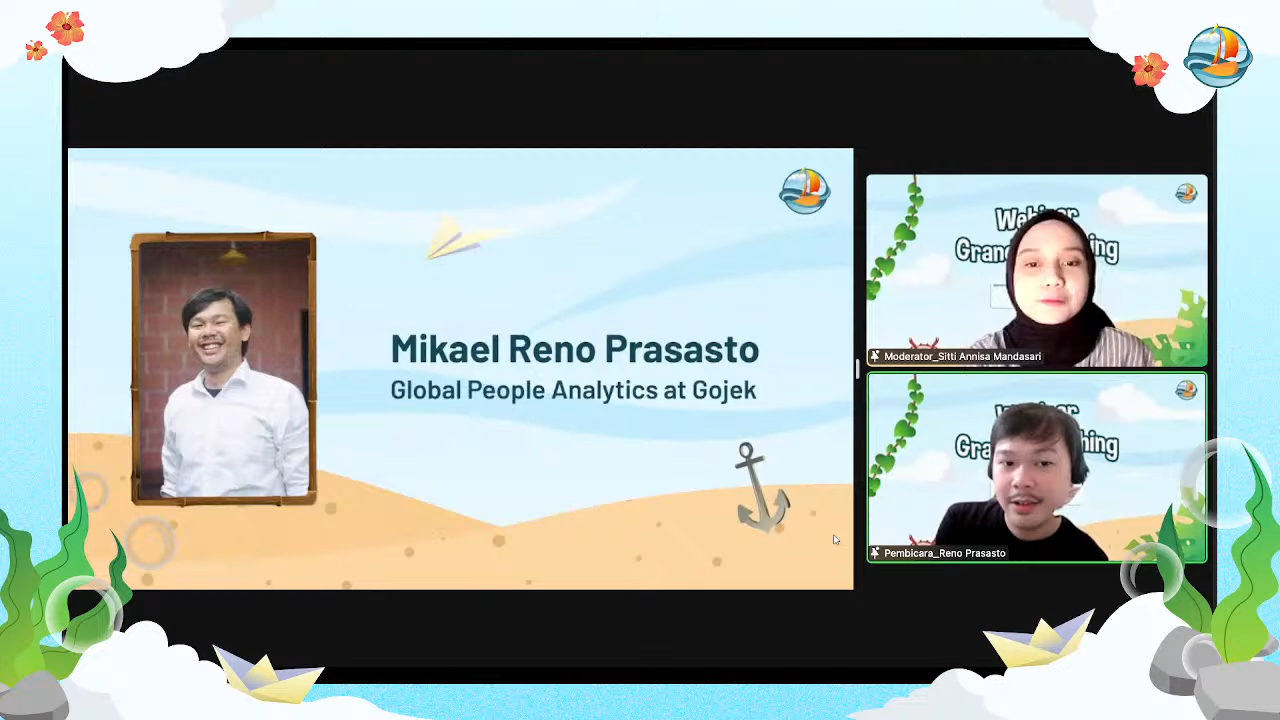 Mikael Reno Prasasto
Global People Analytics at Gojek
Moderator_Sitti Annisa Mandasari
Pembicara_Reno Prasasto